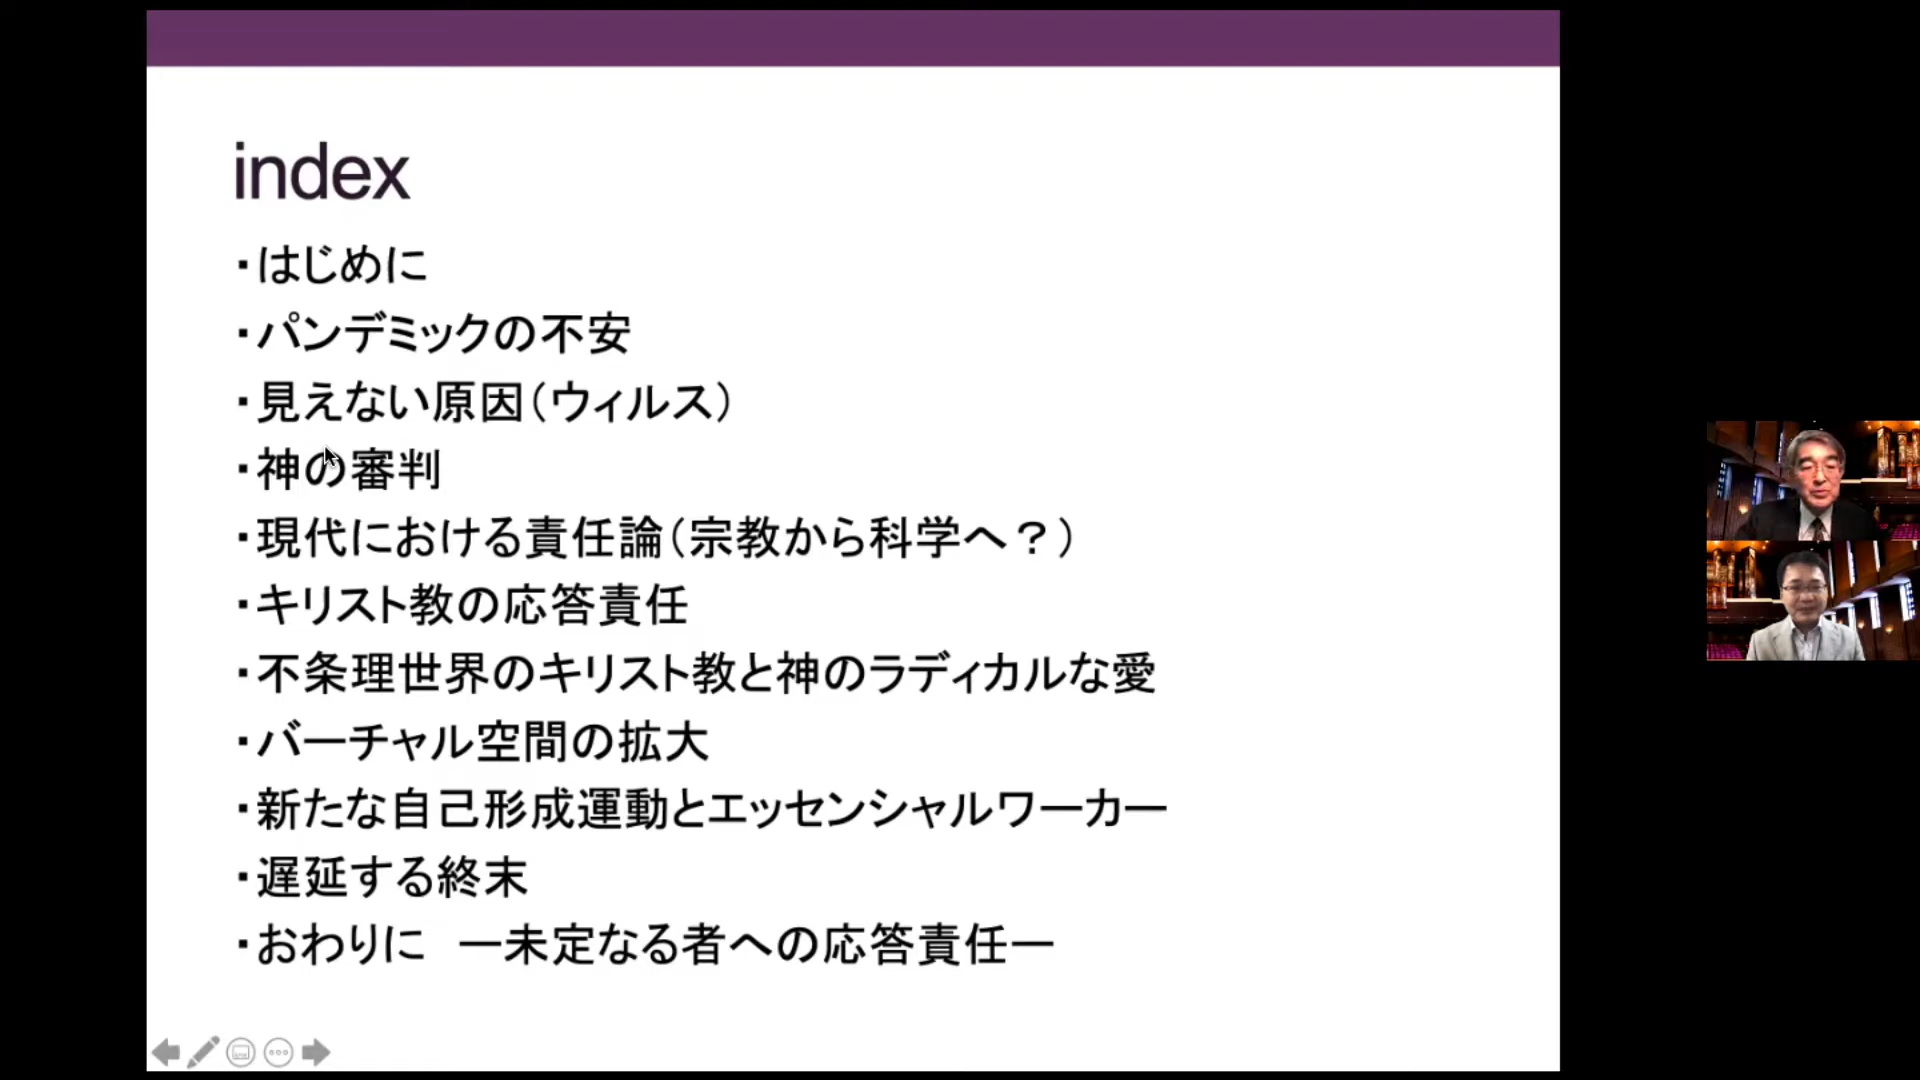 index
・はじめに
・パンデミックの不安
・見えない原因（ウィルス）
・神の審判
・現代における責任論（宗教から科学へ？）
・キリスト教の応答責任
・不条理世界のキリスト教と神のラディカルな愛
・バーチャル空間の拡大
・新たな自己形成運動とエッセンシャルワーカー
・遅延する終末
・おわりに　ー未定なる者への応答責任ー